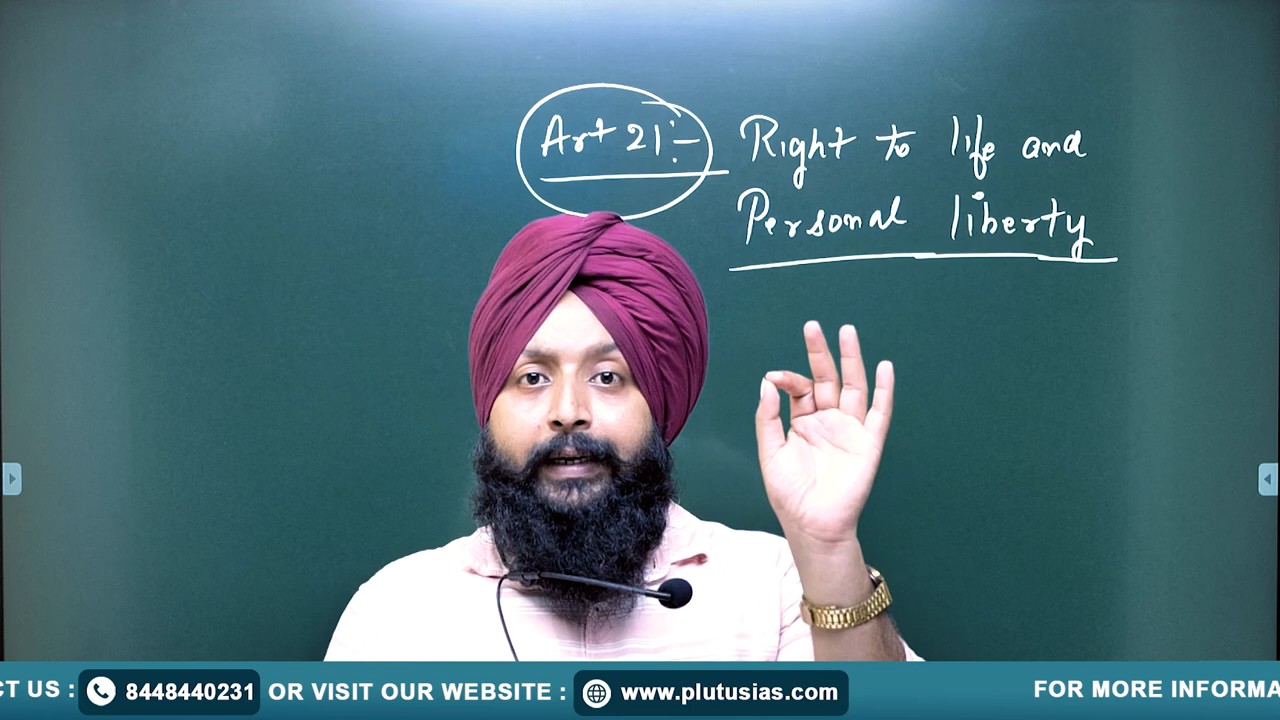 Art 21:- Right to life and
Personal liberty
CT US : 8448440231 OR VISIT OUR WEBSITE : www.plutusias.com FOR MORE INFORMA